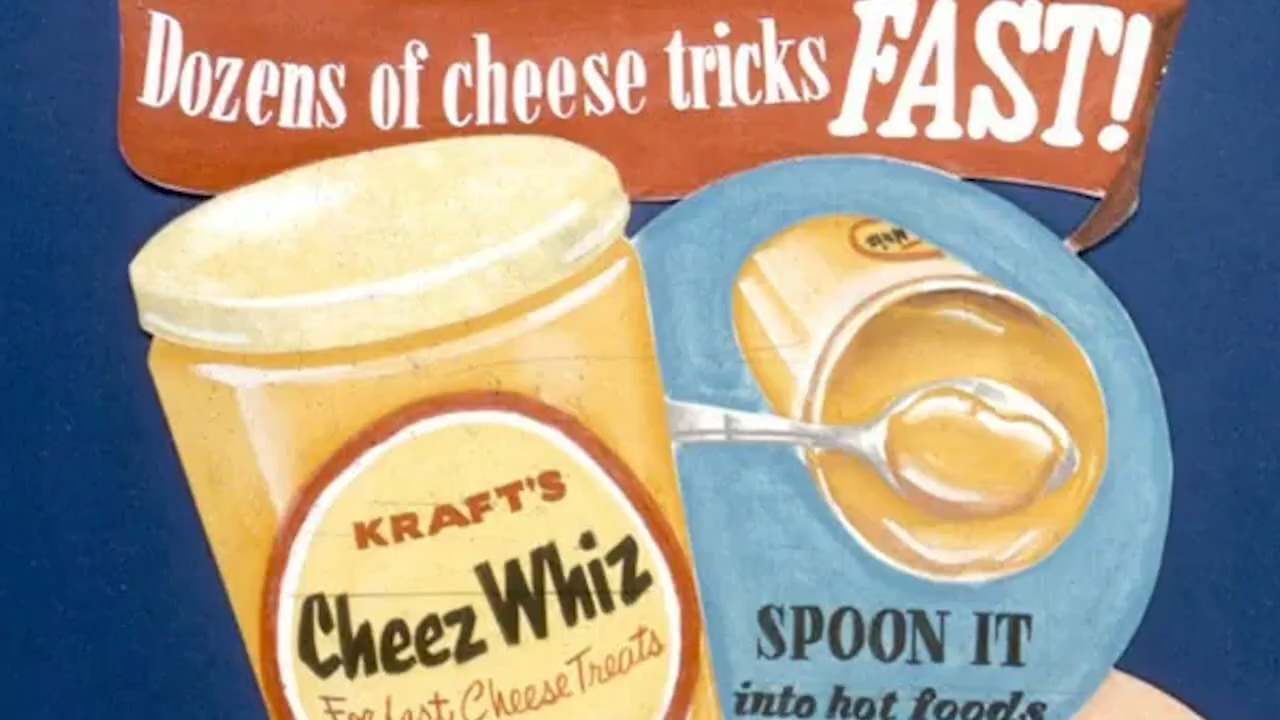 Dozens of cheese tricks FAST!
KRAFT'S
Cheez Whiz
For fast Cheese Treats
SPOON IT
into hot foods